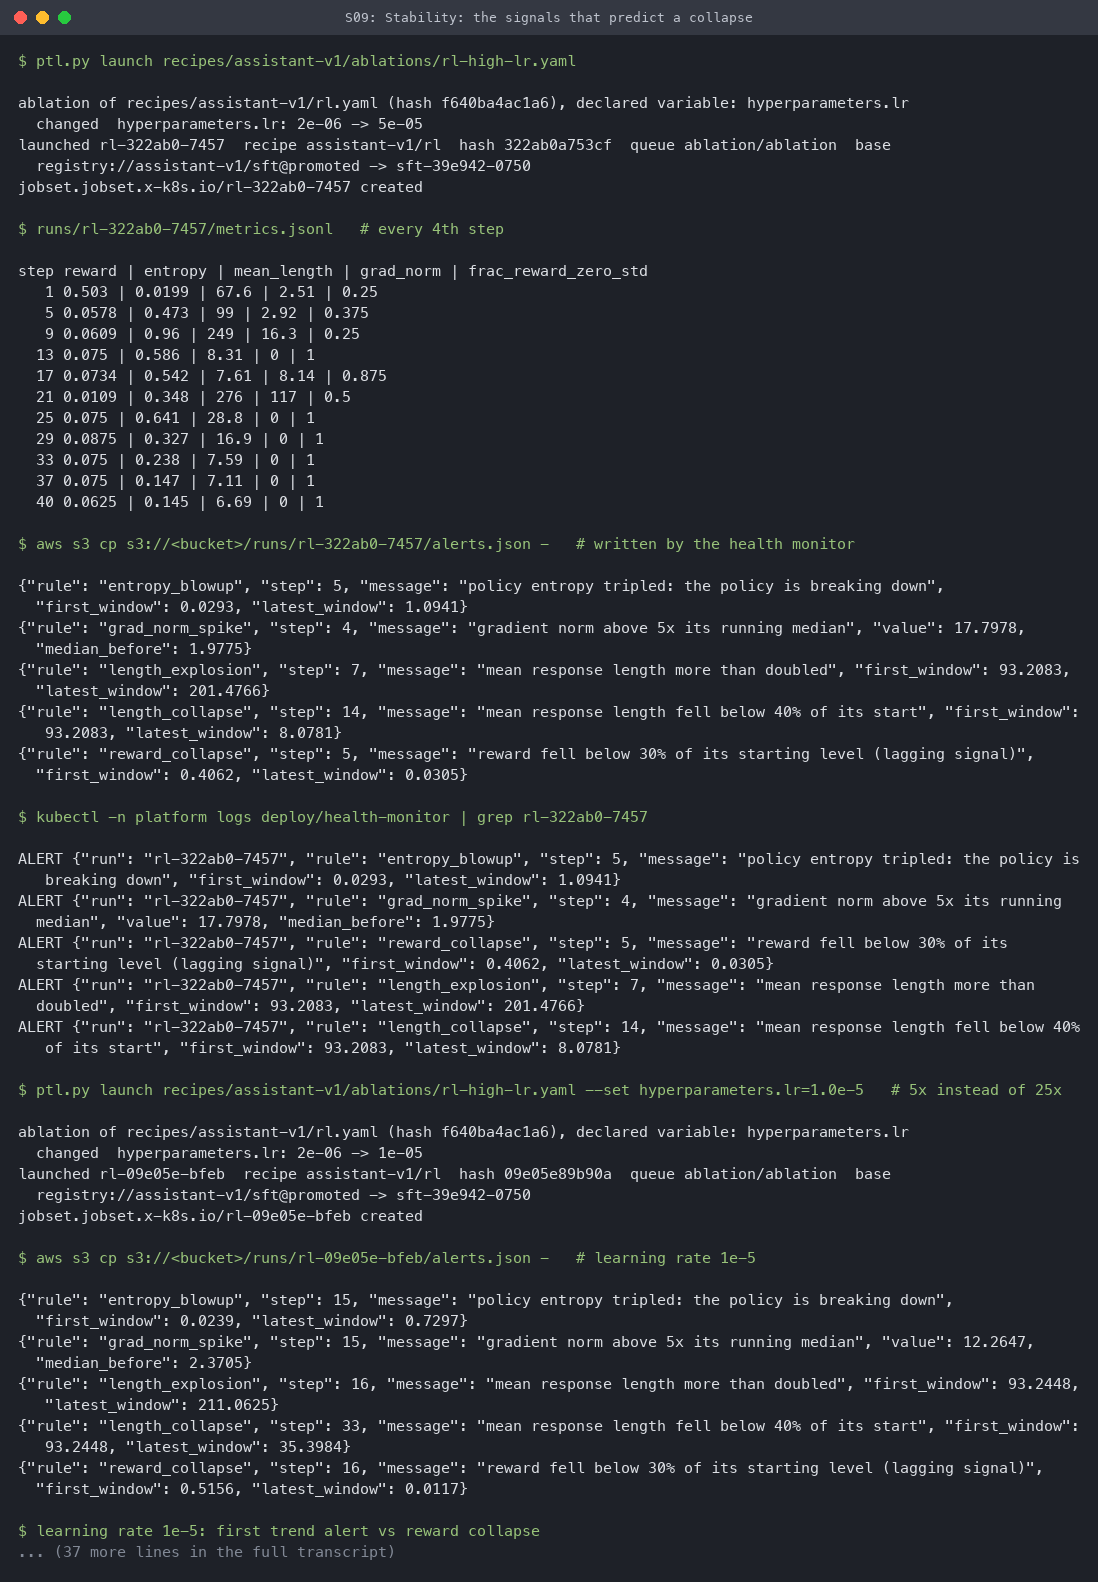 S09: Stability: the signals that predict a collapse
$ ptl.py launch recipes/assistant-v1/ablations/rl-high-lr.yaml
ablation of recipes/assistant-v1/rl.yaml (hash f640ba4ac1a6), declared variable: hyperparameters.lr
  changed  hyperparameters.lr: 2e-06 -> 5e-05
launched rl-322ab0-7457  recipe assistant-v1/rl  hash 322ab0a753cf  queue ablation/ablation  base
  registry://assistant-v1/sft@promoted -> sft-39e942-0750
jobset.jobset.x-k8s.io/rl-322ab0-7457 created
$ runs/rl-322ab0-7457/metrics.jsonl   # every 4th step
step reward | entropy | mean_length | grad_norm | frac_reward_zero_std
   1 0.503 | 0.0199 | 67.6 | 2.51 | 0.25
   5 0.0578 | 0.473 | 99 | 2.92 | 0.375
   9 0.0609 | 0.96 | 249 | 16.3 | 0.25
  13 0.075 | 0.586 | 8.31 | 0 | 1
  17 0.0734 | 0.542 | 7.61 | 8.14 | 0.875
  21 0.0109 | 0.348 | 276 | 117 | 0.5
  25 0.075 | 0.641 | 28.8 | 0 | 1
  29 0.0875 | 0.327 | 16.9 | 0 | 1
  33 0.075 | 0.238 | 7.59 | 0 | 1
  37 0.075 | 0.147 | 7.11 | 0 | 1
  40 0.0625 | 0.145 | 6.69 | 0 | 1
$ aws s3 cp s3://<bucket>/runs/rl-322ab0-7457/alerts.json -   # written by the health monitor
{"rule": "entropy_blowup", "step": 5, "message": "policy entropy tripled: the policy is breaking down",
  "first_window": 0.0293, "latest_window": 1.0941}
{"rule": "grad_norm_spike", "step": 4, "message": "gradient norm above 5x its running median", "value": 17.7978,
  "median_before": 1.9775}
{"rule": "length_explosion", "step": 7, "message": "mean response length more than doubled", "first_window": 93.2083,
  "latest_window": 201.4766}
{"rule": "length_collapse", "step": 14, "message": "mean response length fell below 40% of its start", "first_window":
   93.2083, "latest_window": 8.0781}
{"rule": "reward_collapse", "step": 5, "message": "reward fell below 30% of its starting level (lagging signal)",
  "first_window": 0.4062, "latest_window": 0.0305}
$ kubectl -n platform logs deploy/health-monitor | grep rl-322ab0-7457
ALERT {"run": "rl-322ab0-7457", "rule": "entropy_blowup", "step": 5, "message": "policy entropy tripled: the policy is
   breaking down", "first_window": 0.0293, "latest_window": 1.0941}
ALERT {"run": "rl-322ab0-7457", "rule": "grad_norm_spike", "step": 4, "message": "gradient norm above 5x its running
  median", "value": 17.7978, "median_before": 1.9775}
ALERT {"run": "rl-322ab0-7457", "rule": "reward_collapse", "step": 5, "message": "reward fell below 30% of its
  starting level (lagging signal)", "first_window": 0.4062, "latest_window": 0.0305}
ALERT {"run": "rl-322ab0-7457", "rule": "length_explosion", "step": 7, "message": "mean response length more than
  doubled", "first_window": 93.2083, "latest_window": 201.4766}
ALERT {"run": "rl-322ab0-7457", "rule": "length_collapse", "step": 14, "message": "mean response length fell below 40%
   of its start", "first_window": 93.2083, "latest_window": 8.0781}
$ ptl.py launch recipes/assistant-v1/ablations/rl-high-lr.yaml --set hyperparameters.lr=1.0e-5   # 5x instead of 25x
ablation of recipes/assistant-v1/rl.yaml (hash f640ba4ac1a6), declared variable: hyperparameters.lr
  changed  hyperparameters.lr: 2e-06 -> 1e-05
launched rl-09e05e-bfeb  recipe assistant-v1/rl  hash 09e05e89b90a  queue ablation/ablation  base
  registry://assistant-v1/sft@promoted -> sft-39e942-0750
jobset.jobset.x-k8s.io/rl-09e05e-bfeb created
$ aws s3 cp s3://<bucket>/runs/rl-09e05e-bfeb/alerts.json -   # learning rate 1e-5
{"rule": "entropy_blowup", "step": 15, "message": "policy entropy tripled: the policy is breaking down",
  "first_window": 0.0239, "latest_window": 0.7297}
{"rule": "grad_norm_spike", "step": 15, "message": "gradient norm above 5x its running median", "value": 12.2647,
  "median_before": 2.3705}
{"rule": "length_explosion", "step": 16, "message": "mean response length more than doubled", "first_window": 93.2448,
   "latest_window": 211.0625}
{"rule": "length_collapse", "step": 33, "message": "mean response length fell below 40% of its start", "first_window":
   93.2448, "latest_window": 35.3984}
{"rule": "reward_collapse", "step": 16, "message": "reward fell below 30% of its starting level (lagging signal)",
  "first_window": 0.5156, "latest_window": 0.0117}
$ learning rate 1e-5: first trend alert vs reward collapse
... (37 more lines in the full transcript)